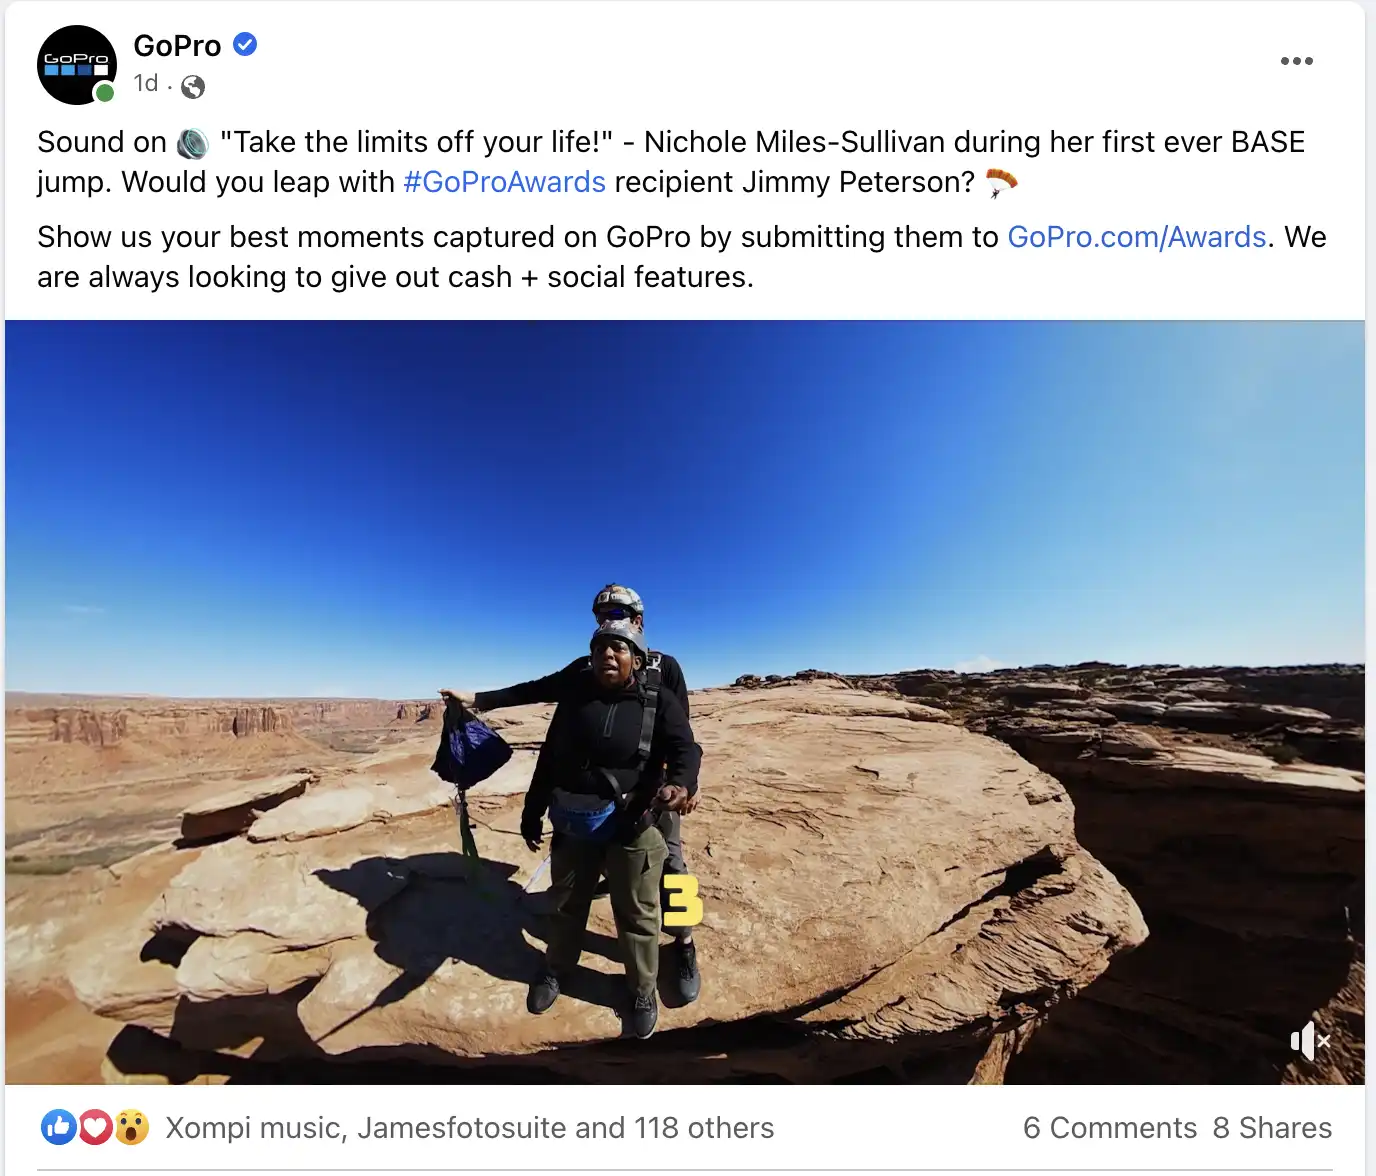 GoPro
GoPro
1d
Sound on "Take the limits off your life!" - Nichole Miles-Sullivan during her first ever BASE
jump. Would you leap with #GoProAwards recipient Jimmy Peterson?
Show us your best moments captured on GoPro by submitting them to GoPro.com/Awards. We
are always looking to give out cash + social features.
3
Xompi music, Jamesfotosuite and 118 others
6 Comments 8 Shares